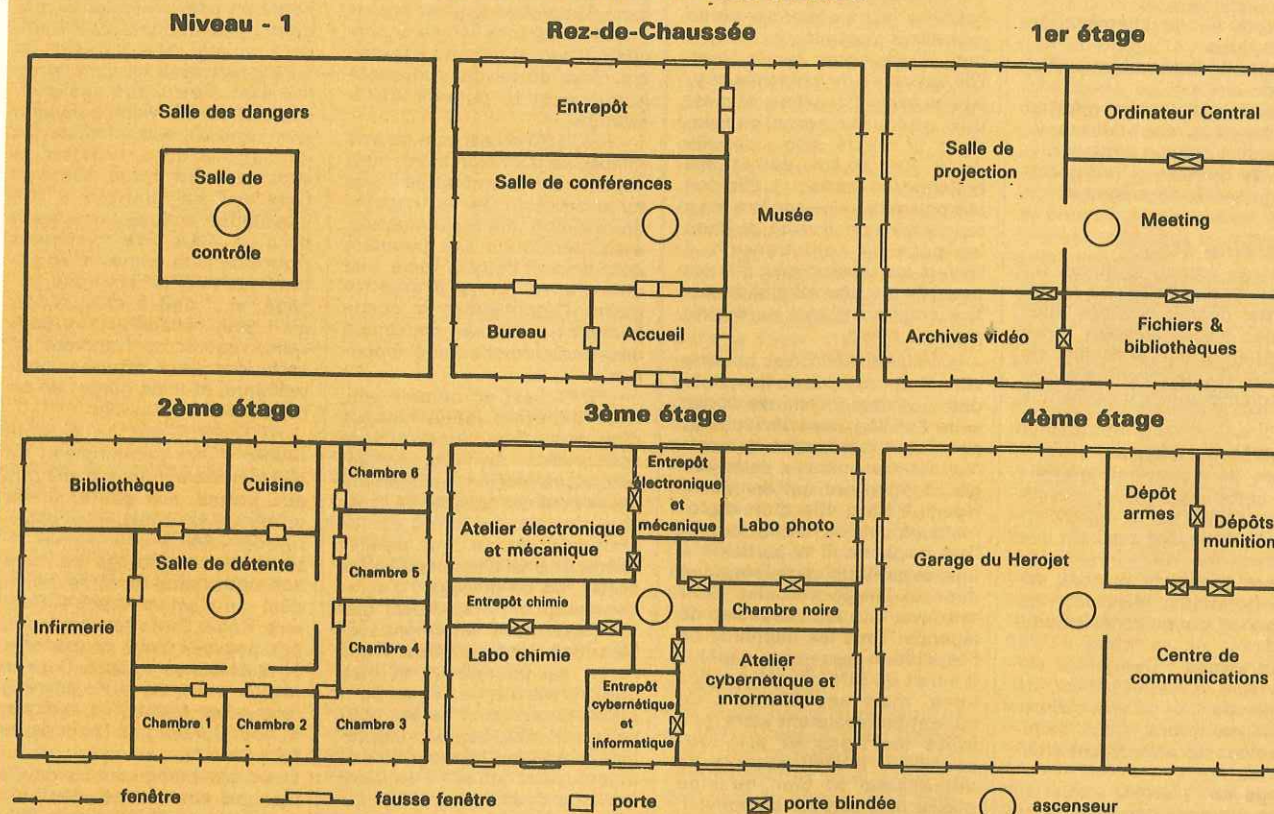 Niveau - 1
Salle des dangers
Salle de
contrôle
Rez-de-Chaussée
Entrepôt
Salle de conférences
Musée
Bureau
Accueil
1er étage
Ordinateur Central
Salle de
projection
Meeting
Archives vidéo
Fichiers &
bibliothèques
2ème étage
Bibliothèque
Cuisine
Chambre 6
Salle de détente
Chambre 5
Infirmerie
Chambre 4
Chambre 1
Chambre 2
Chambre 3
3ème étage
Entrepôt
électronique
et
mécanique
Atelier électronique
et mécanique
Labo photo
Entrepôt chimie
Chambre noire
Labo chimie
Atelier
cybernétique et
informatique
Entrepôt
cybernétique
et
informatique
4ème étage
Dépôt
armes
Dépôts
munition
Garage du Herojet
Centre de
communications
fenêtre
fausse fenêtre
porte
porte blindée
ascenseur